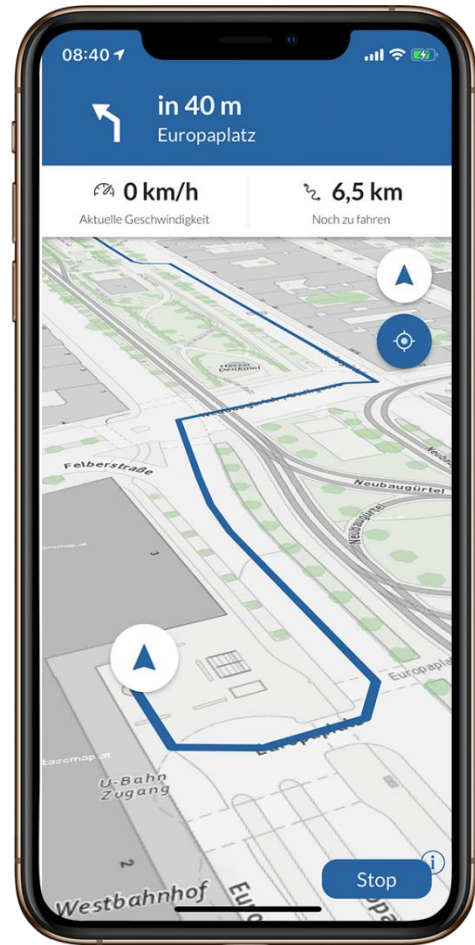 08:40
in 40 m
Europaplatz
0 km/h
6,5 km
Aktuelle Geschwindigkeit
Noch zu fahren
Felberstraße
Neubaugürtel
Neubaugürtel
Europaplatz
Europaplatz
U-Bahn
Zugang
2
Westbahnhof
Stop
i